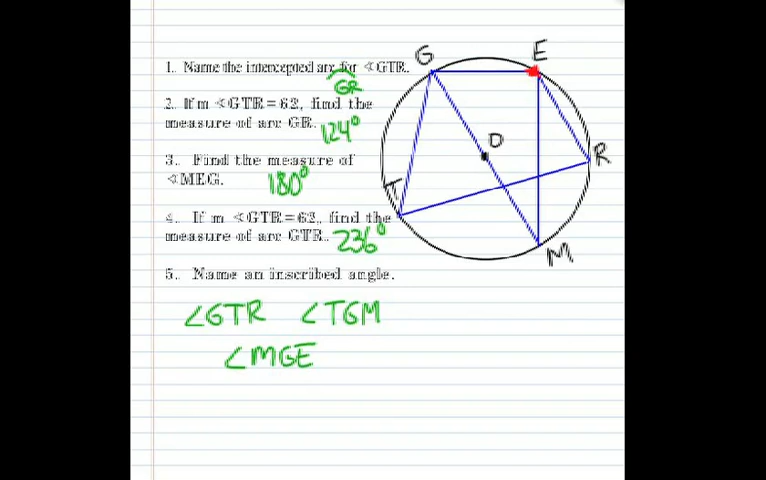 1. Name the intercepted arc for ∢GTR.
GR
2. If m ∢GTR = 62, find the
measure of arc GR.
124°
3. Find the measure of
∢MEG.
180°
4. If m ∢GTR = 62, find the
measure of arc GTR.
236°
5. Name an inscribed angle.
∠GTR ∠TGM
∠MGE
G
E
D
R
T
M